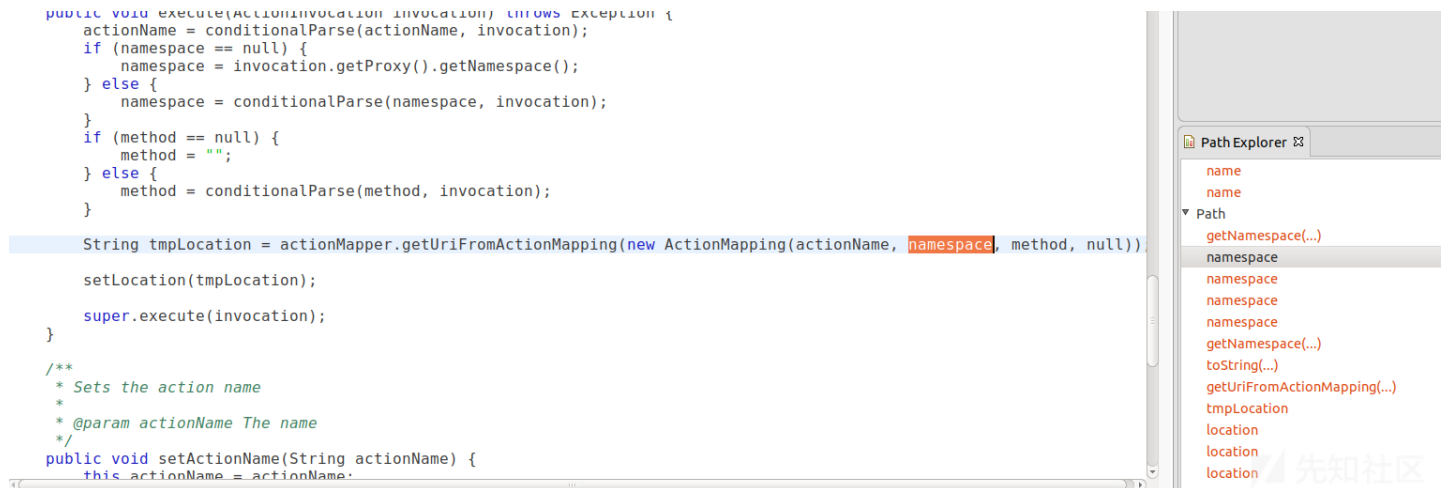 public void execute(ActionInvocation invocation) throws Exception {
actionName = conditionalParse(actionName, invocation);
if (namespace == null) {
namespace = invocation.getProxy().getNamespace();
} else {
namespace = conditionalParse(namespace, invocation);
}
if (method == null) {
method = "";
} else {
method = conditionalParse(method, invocation);
}
String tmpLocation = actionMapper.getUriFromActionMapping(new ActionMapping(actionName, namespace, method, null));
setLocation(tmpLocation);
super.execute(invocation);
}
/**
* Sets the action name
*
* @param actionName The name
*/
public void setActionName(String actionName) {
this.actionName = actionName;
Path Explorer
name
name
Path
getNamespace(...)
namespace
namespace
namespace
namespace
getNamespace(...)
toString(...)
getUriFromActionMapping(...)
tmpLocation
location
location
location
先知社区